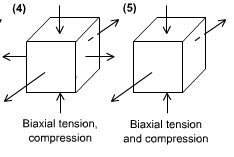 (4)
(5)
Biaxial tension,
compression
Biaxial tension
and compression